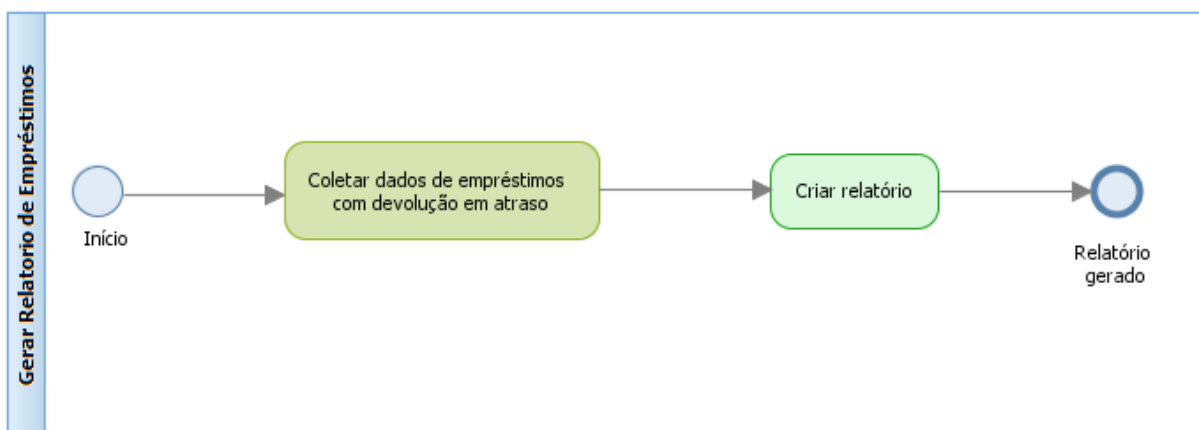 Gerar Relatorio de Empréstimos
Início
Coletar dados de empréstimos
com devolução em atraso
Criar relatório
Relatório
gerado